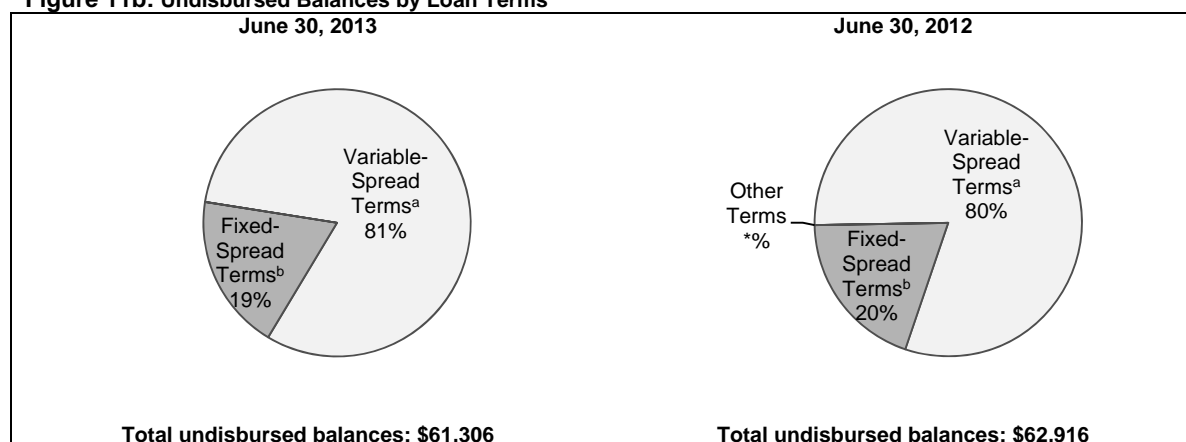 Figure 11b: Undisbursed Balances by Loan Terms
June 30, 2013
June 30, 2012
Variable-
Spread
Termsᵃ
81%
Fixed-
Spread
Termsᵇ
19%
Variable-
Spread
Termsᵃ
80%
Other
Terms
*%
Fixed-
Spread
Termsᵇ
20%
Total undisbursed balances: $61,306
Total undisbursed balances: $62,916